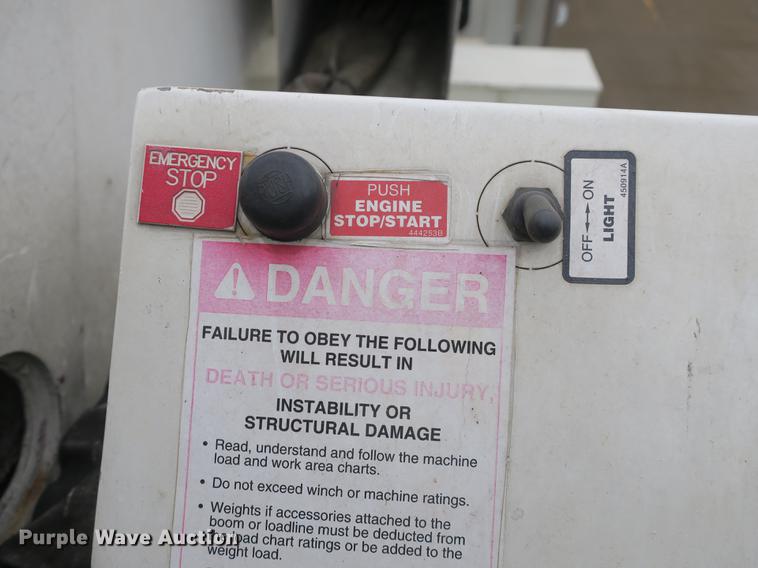 EMERGENCY
STOP
PUSH
ENGINE
STOP/START
444253B
OFF ↔ ON
LIGHT
450914A
DANGER
FAILURE TO OBEY THE FOLLOWING
WILL RESULT IN
DEATH OR SERIOUS INJURY,
INSTABILITY OR
STRUCTURAL DAMAGE
• Read, understand and follow the machine
load and work area charts.
• Do not exceed winch or machine ratings.
• Weights if accessories attached to the
boom or loadline must be deducted from
load chart ratings or be added to the
weight load.
Purple Wave Auction